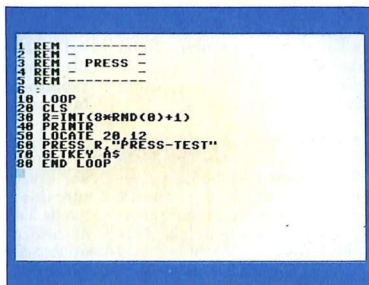 1 REM ---------
2 REM -       -
3 REM - PRESS -
4 REM -       -
5 REM ---------
6 :
10 LOOP
20 CLS
30 R=INT(8*RND(0)+1)
40 PRINTR
50 LOCATE 20,12
60 PRESS R,"PRESS-TEST"
70 GETKEY A$
80 END LOOP